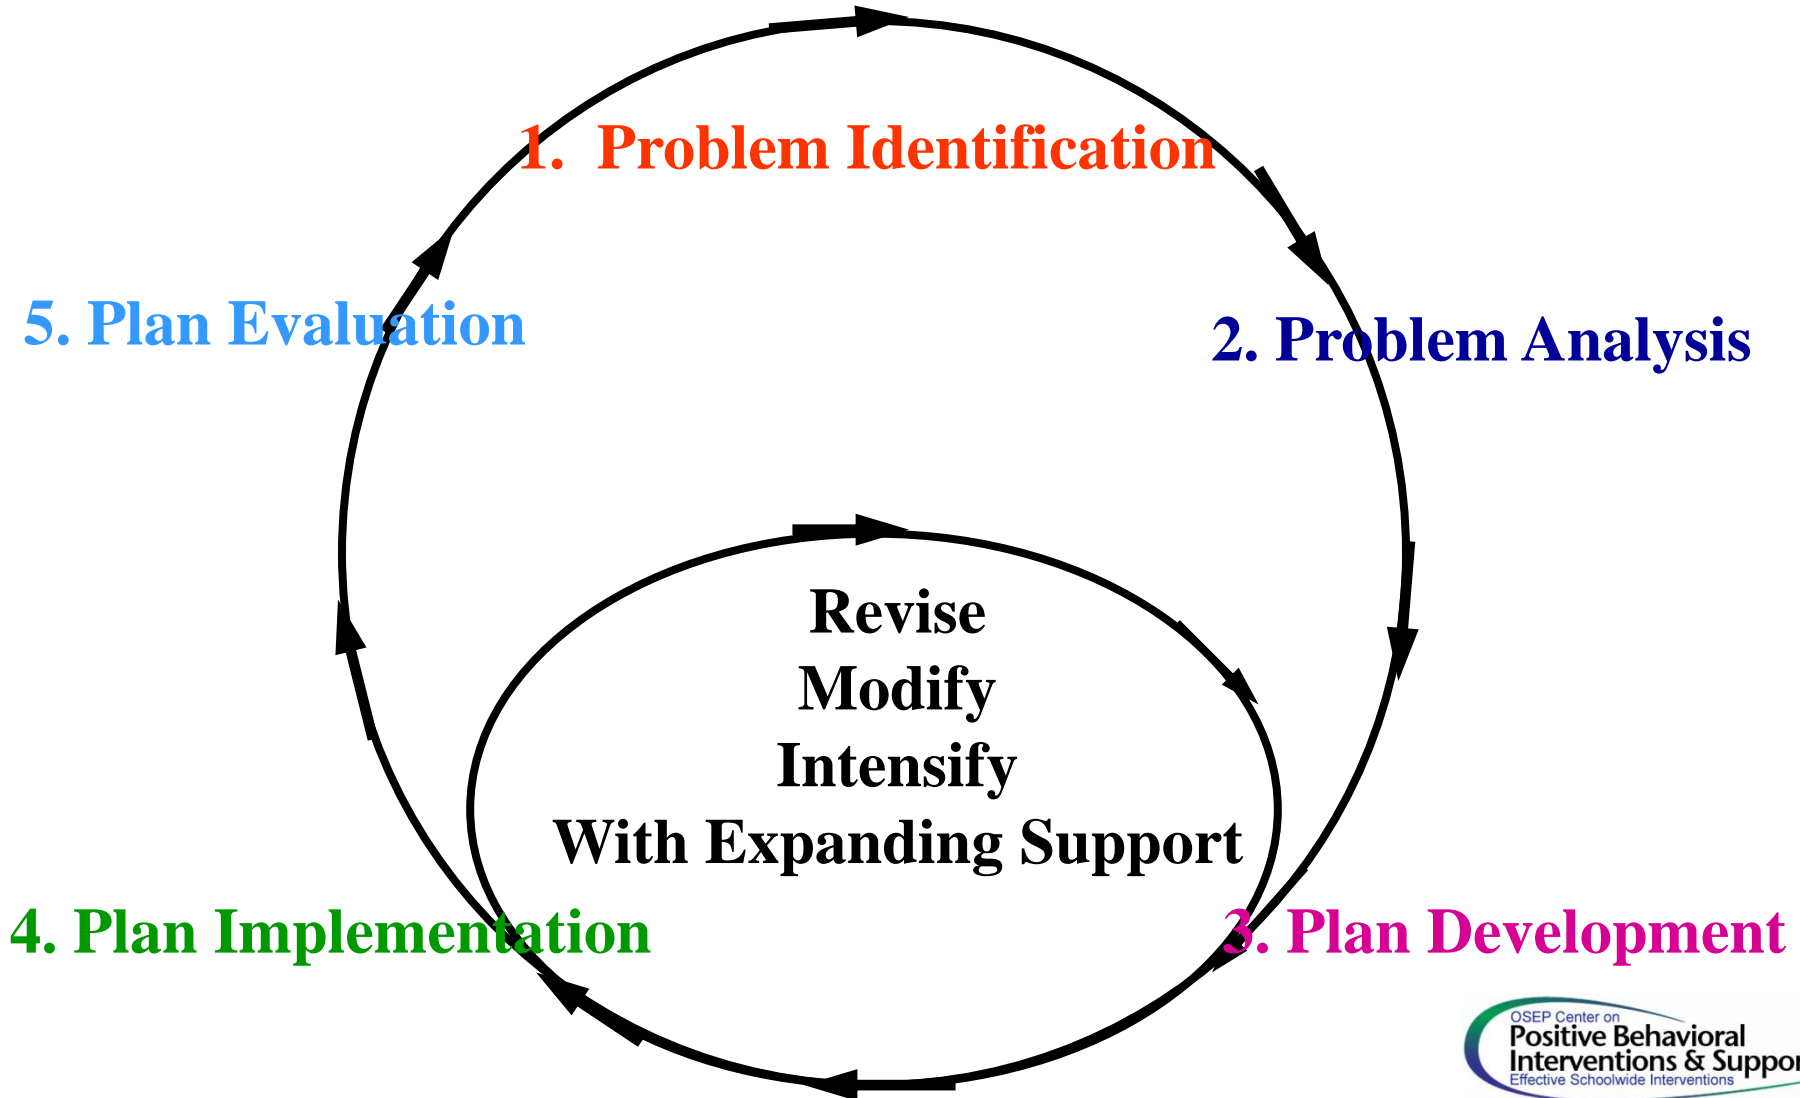 1. Problem Identification
5. Plan Evaluation
2. Problem Analysis
Revise
Modify
Intensify
With Expanding Support
4. Plan Implementation
3. Plan Development
OSEP Center on
Positive Behavioral
Interventions & Suppor
Effective Schoolwide Interventions